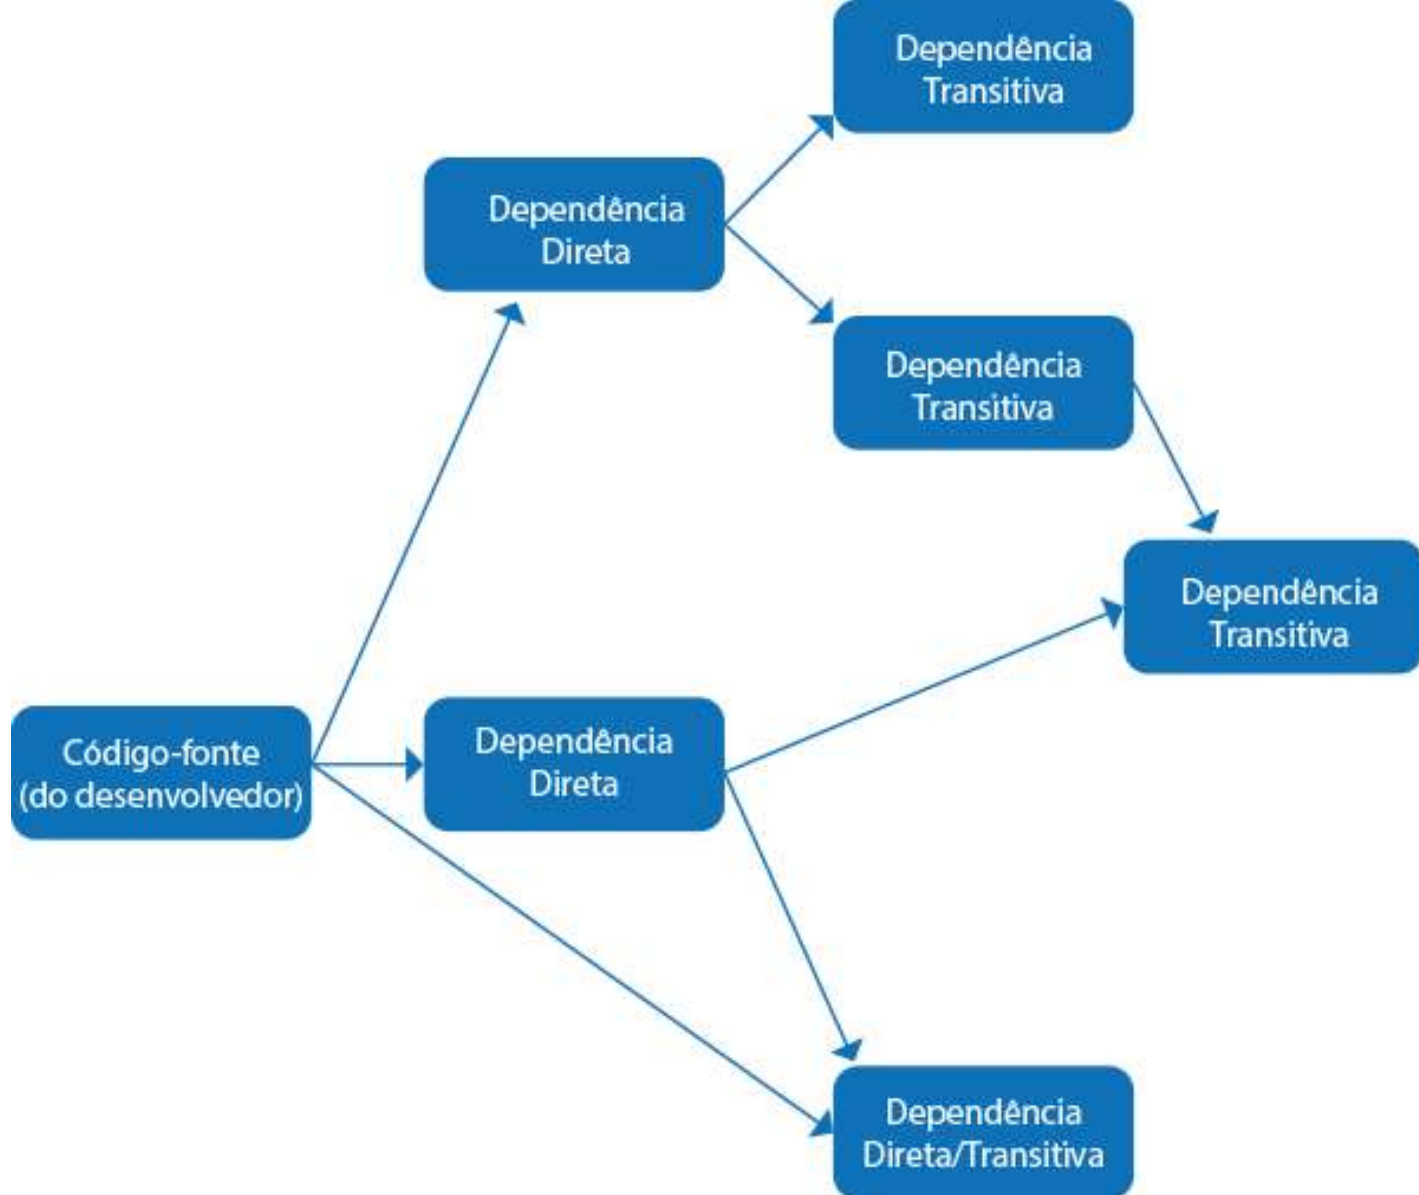 Dependência
Transitiva
Dependência
Direta
Dependência
Transitiva
Dependência
Transitiva
Código-fonte
(do desenvolvedor)
Dependência
Direta
Dependência
Direta/Transitiva